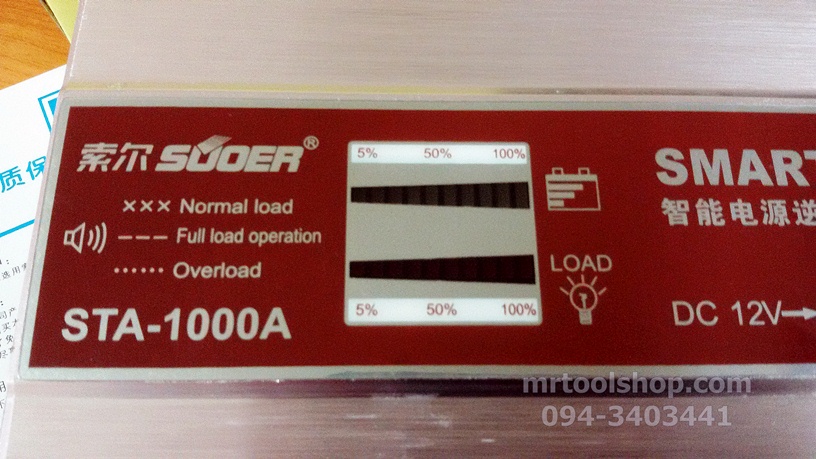 索尔 SUOER®
××× Normal load
--- Full load operation
...... Overload
STA-1000A
5% 50% 100%
LOAD
5% 50% 100%
SMART
智能电源逆
DC 12V→
质保
mrtoolshop.com
094-3403441